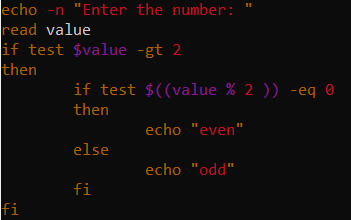 echo -n "Enter the number: "
read value
if test $value -gt 2
then
        if test $((value % 2 )) -eq 0
        then
                echo "even"
        else
                echo "odd"
        fi
fi